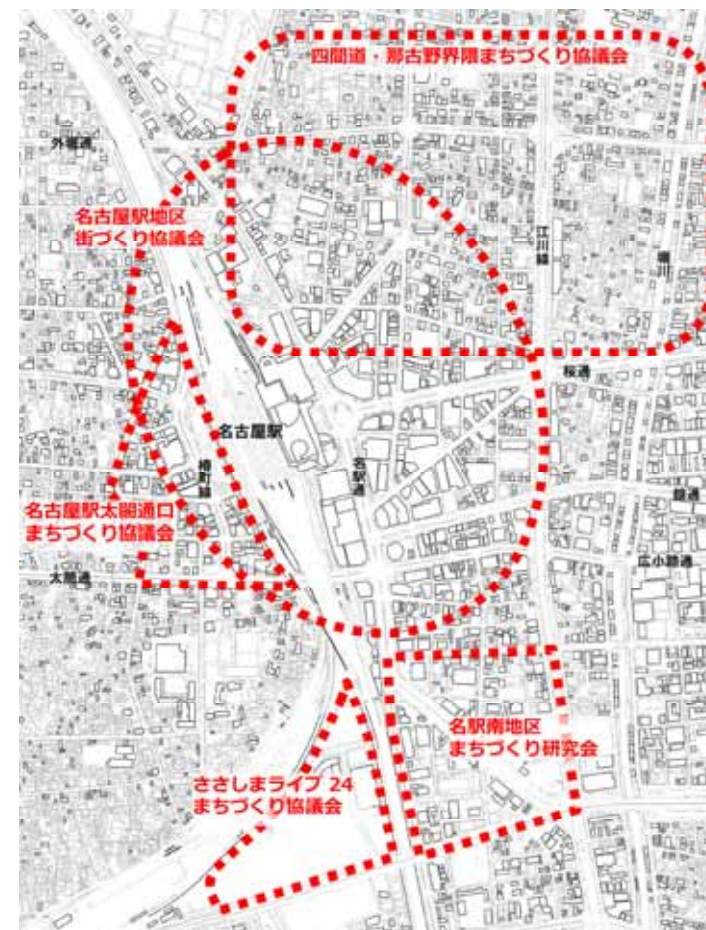 四間道・那古野界隈まちづくり協議会
外堀通
名古屋駅地区
街づくり協議会
江川線
堀川
桜通
名古屋駅
名駅通
椿町線
錦通
名古屋駅太閤通口
まちづくり協議会
広小路通
太閤通
名駅南地区
まちづくり研究会
ささしまライブ 24
まちづくり協議会